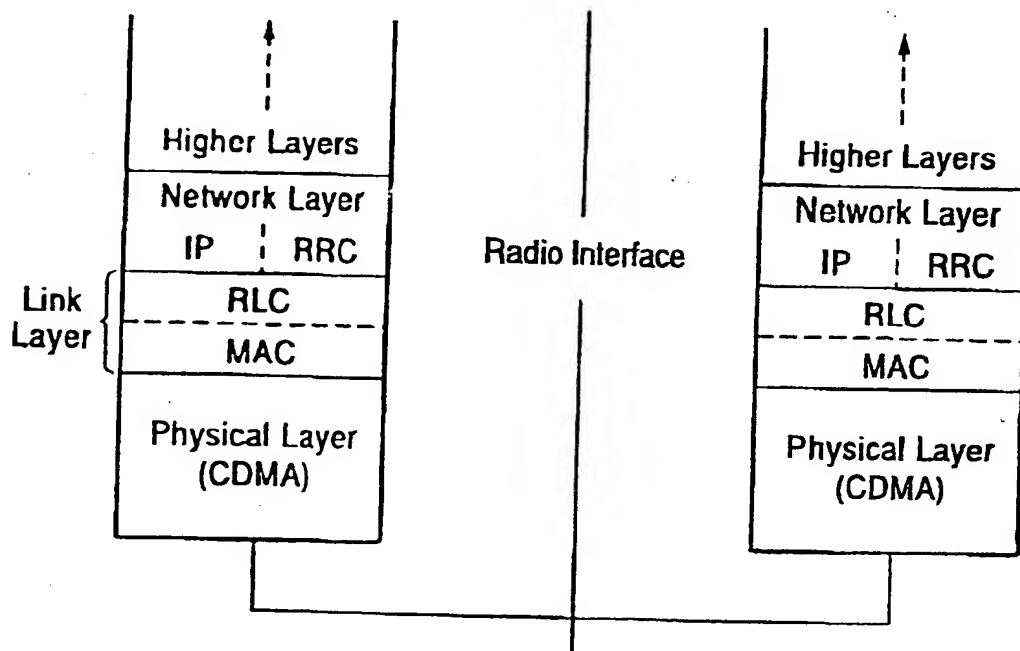 Higher Layers
Network Layer
IP RRC
RLC
MAC
Physical Layer
(CDMA)
Link
Layer
Radio Interface
Higher Layers
Network Layer
IP RRC
RLC
MAC
Physical Layer
(CDMA)